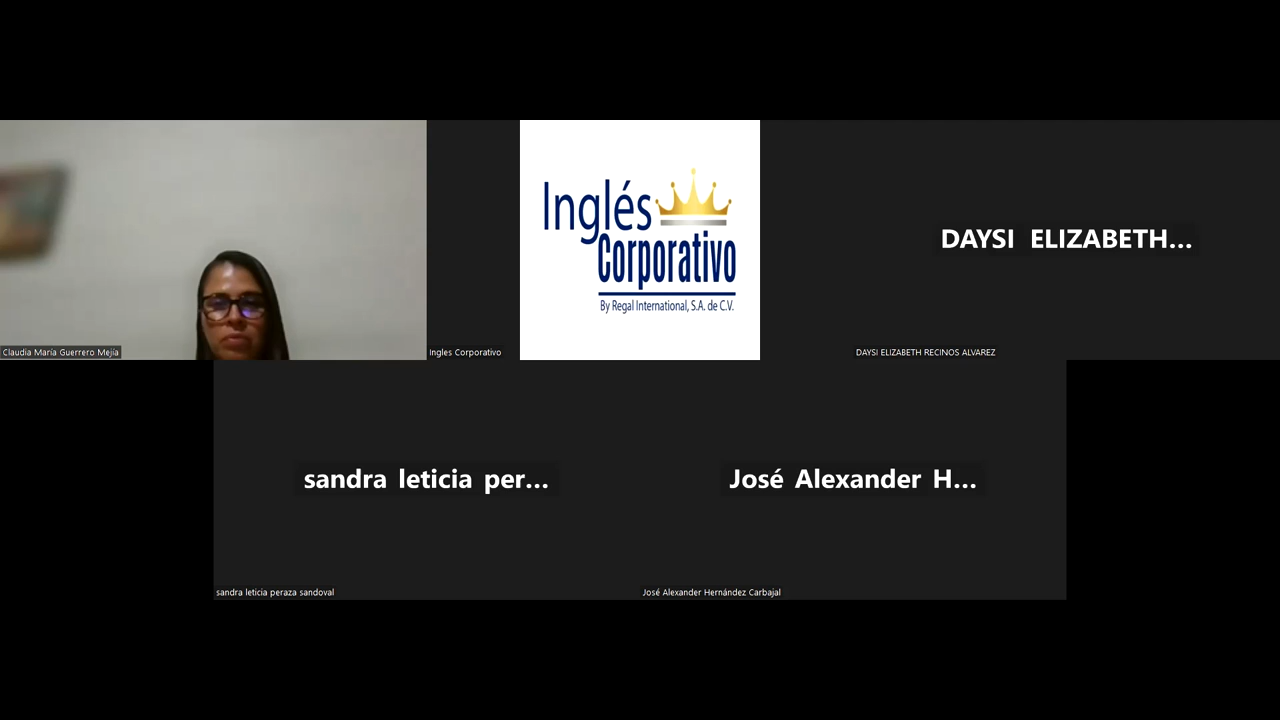 Inglés
Corporativo
By Regal International, S.A. de C.V.
DAYSI ELIZABETH...
Claudia María Guerrero Mejía
Ingles Corporativo
DAYSI ELIZABETH RECINOS ALVAREZ
sandra leticia per...
José Alexander H...
sandra leticia peraza sandoval
José Alexander Hernández Carbajal